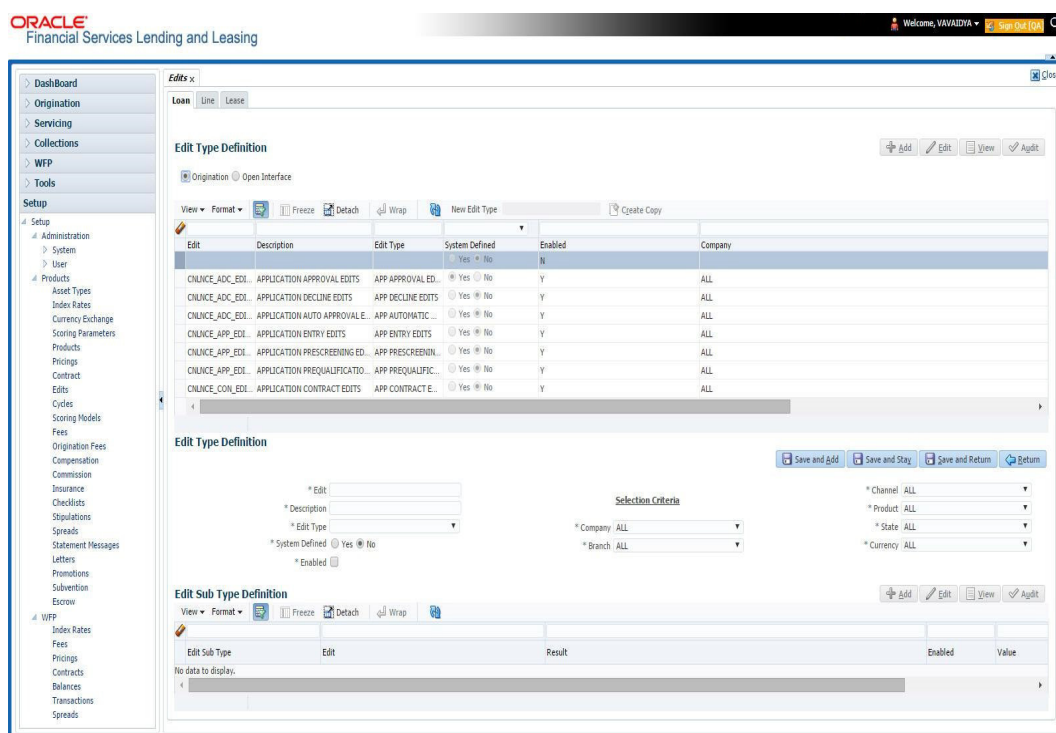 ORACLE
Financial Services Lending and Leasing
Welcome, VAVAIDYA
Sign Out [QA]
DashBoard
Origination
Servicing
Collections
WFP
Tools
Setup
Setup
Administration
System
User
Products
Asset Types
Index Rates
Currency Exchange
Scoring Parameters
Products
Pricings
Contract
Edits
Cycles
Scoring Models
Fees
Origination Fees
Compensation
Commission
Insurance
Checklists
Stipulations
Spreads
Statement Messages
Letters
Promotions
Subvention
Escrow
WFP
Index Rates
Fees
Pricings
Contracts
Balances
Transactions
Spreads
Edits x
Clos
Loan Line Lease
Edit Type Definition
Add Edit View Audit
Origination Open Interface
View Format Freeze Detach Wrap New Edit Type Create Copy
Edit Description Edit Type System Defined Enabled Company
Yes No N
CNLNCE_ADC_EDI... APPLICATION APPROVAL EDITS APP APPROVAL ED... Yes No Y ALL
CNLNCE_ADC_EDI... APPLICATION DECLINE EDITS APP DECLINE EDITS Yes No Y ALL
CNLNCE_ADC_EDI... APPLICATION AUTO APPROVAL E... APP AUTOMATIC ... Yes No Y ALL
CNLNCE_APP_EDI... APPLICATION ENTRY EDITS APP ENTRY EDITS Yes No Y ALL
CNLNCE_APP_EDI... APPLICATION PRESCREENING ED... APP PRESCREENIN... Yes No Y ALL
CNLNCE_APP_EDI... APPLICATION PREQUALIFICATIO... APP PREQUALIFIC... Yes No Y ALL
CNLNCE_CON_EDI... APPLICATION CONTRACT EDITS APP CONTRACT E... Yes No Y ALL
Edit Type Definition
Save and Add Save and Stay Save and Return Return
* Edit
* Description
* Edit Type
* System Defined Yes No
* Enabled
Selection Criteria
* Company ALL
* Branch ALL
* Channel ALL
* Product ALL
* State ALL
* Currency ALL
Edit Sub Type Definition
Add Edit View Audit
View Format Freeze Detach Wrap
Edit Sub Type Edit Result Enabled Value
No data to display.